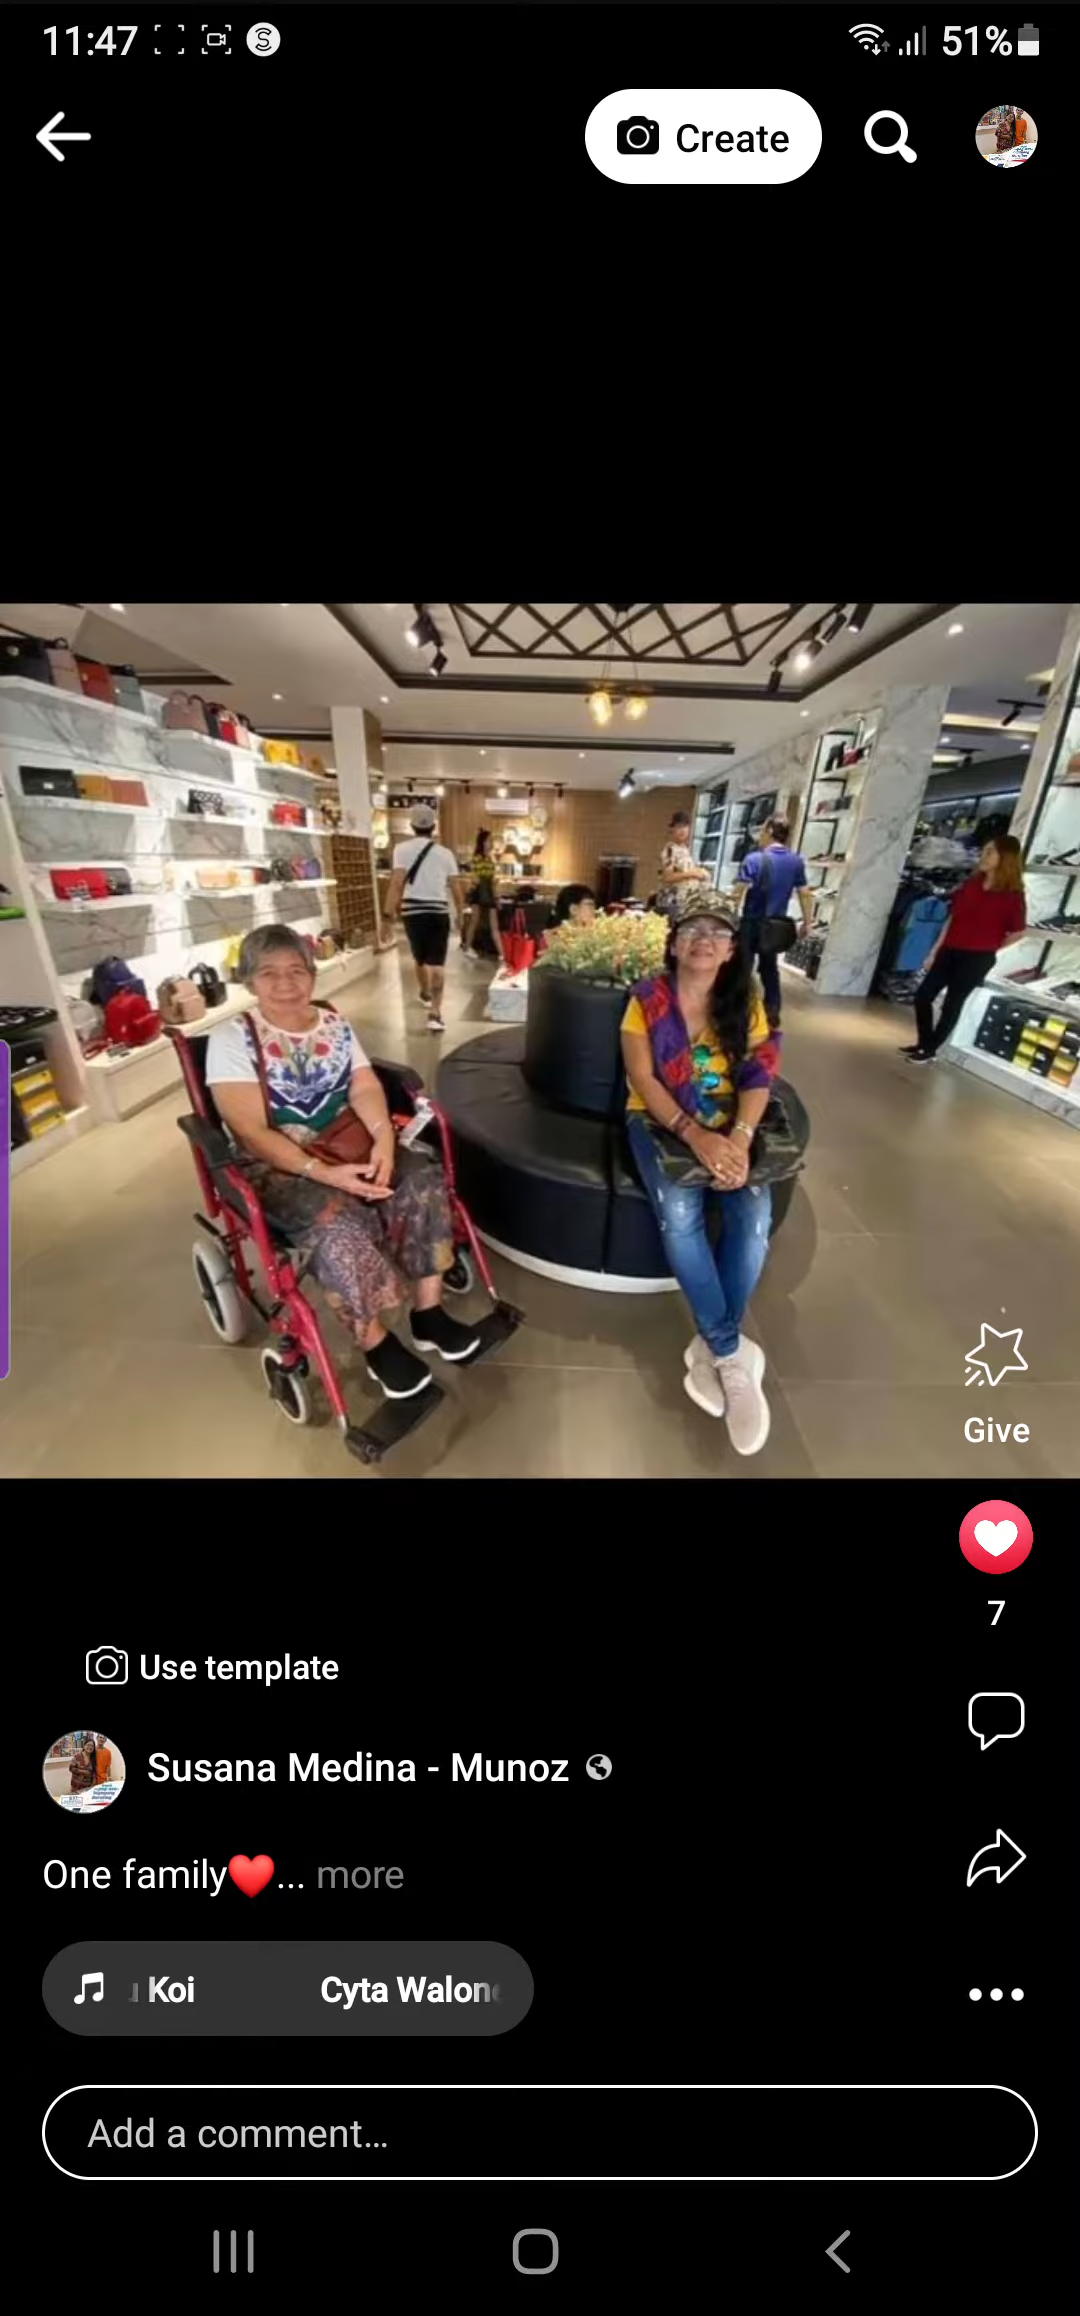 11:47
51%
Create
Give
7
Use template
Susana Medina - Munoz
One family❤️... more
Koi Cyta Walon
Add a comment...